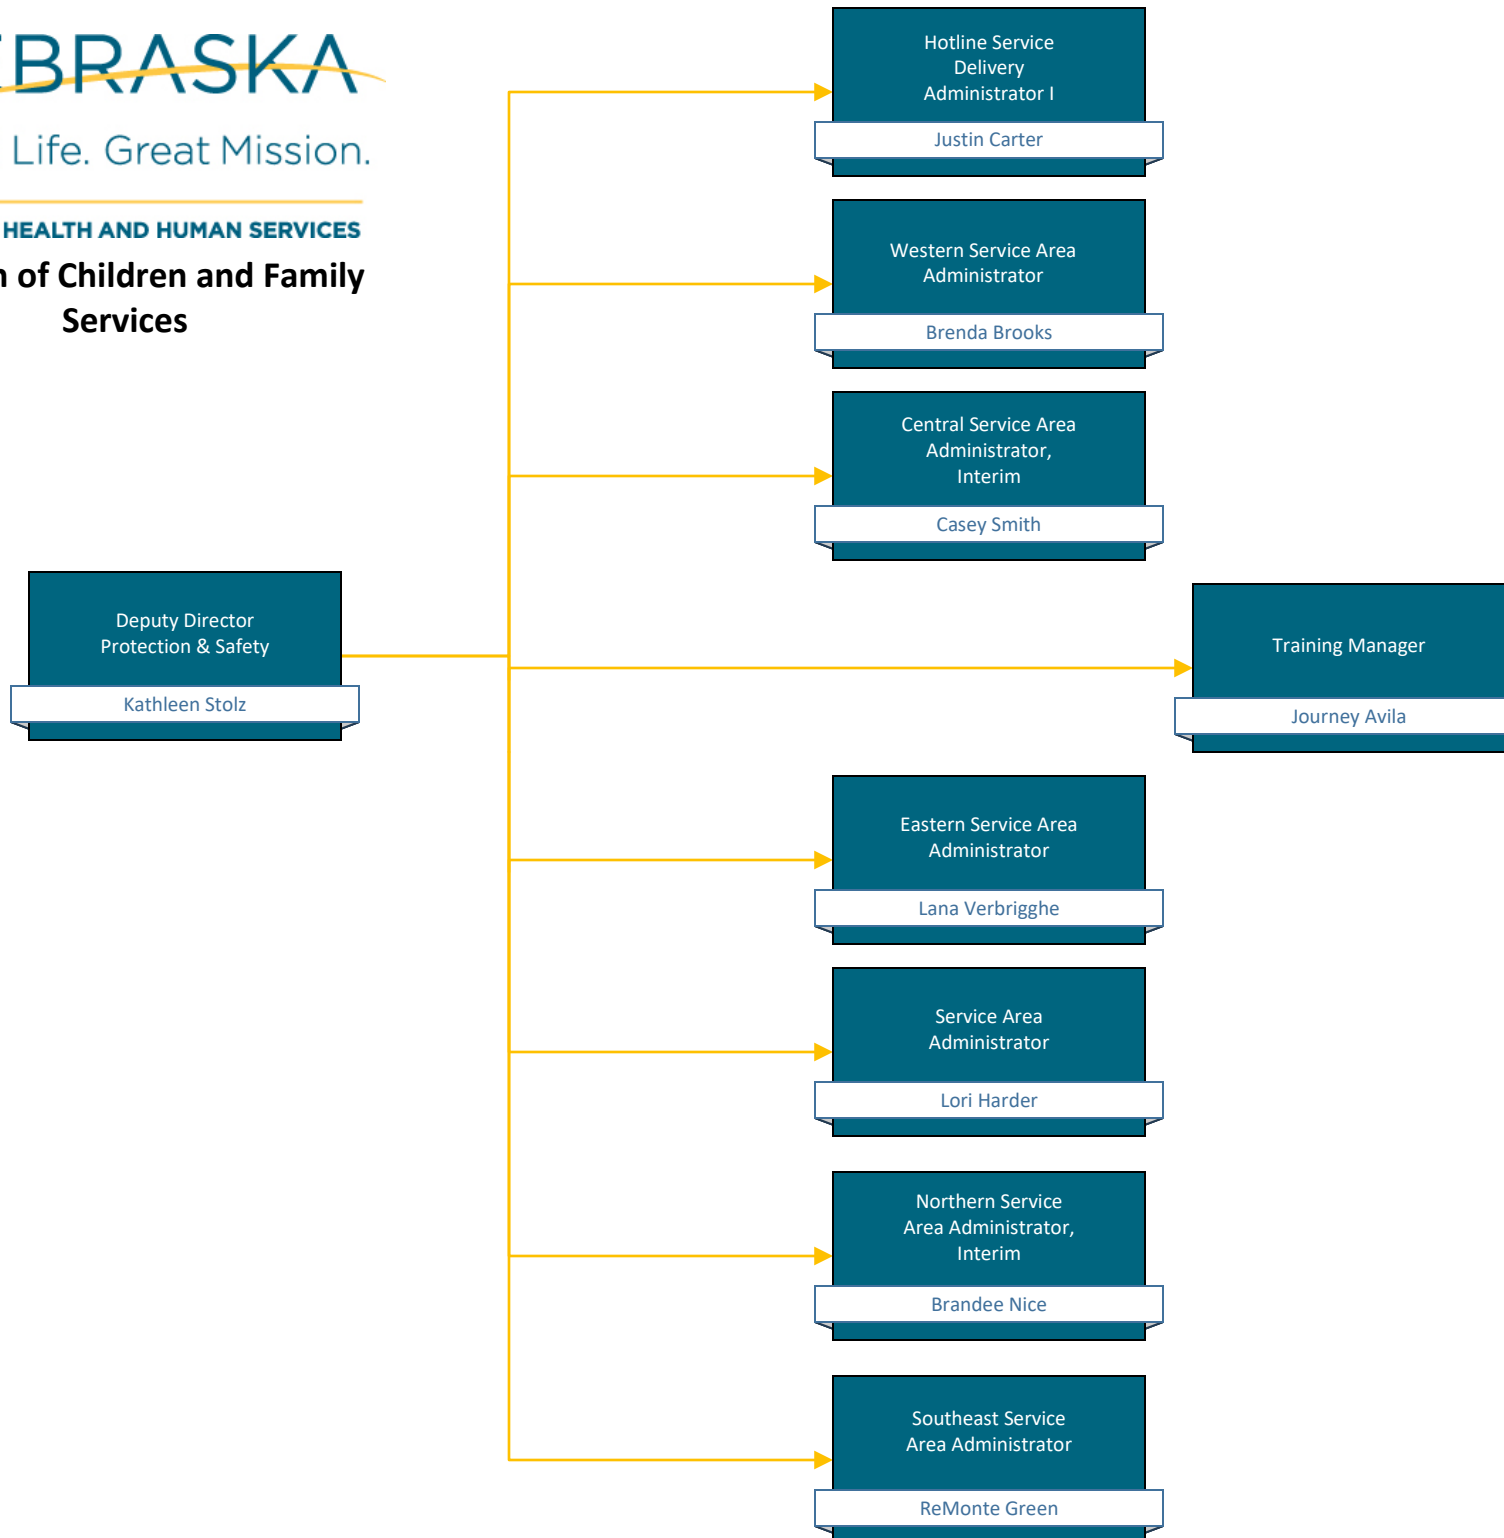 EBRASKA
Life. Great Mission.
HEALTH AND HUMAN SERVICES
n of Children and Family
Services
Hotline Service
Delivery
Administrator I
Justin Carter
Western Service Area
Administrator
Brenda Brooks
Central Service Area
Administrator,
Interim
Casey Smith
Deputy Director
Protection & Safety
Kathleen Stolz
Training Manager
Journey Avila
Eastern Service Area
Administrator
Lana Verbrigghe
Service Area
Administrator
Lori Harder
Northern Service
Area Administrator,
Interim
Brandee Nice
Southeast Service
Area Administrator
ReMonte Green